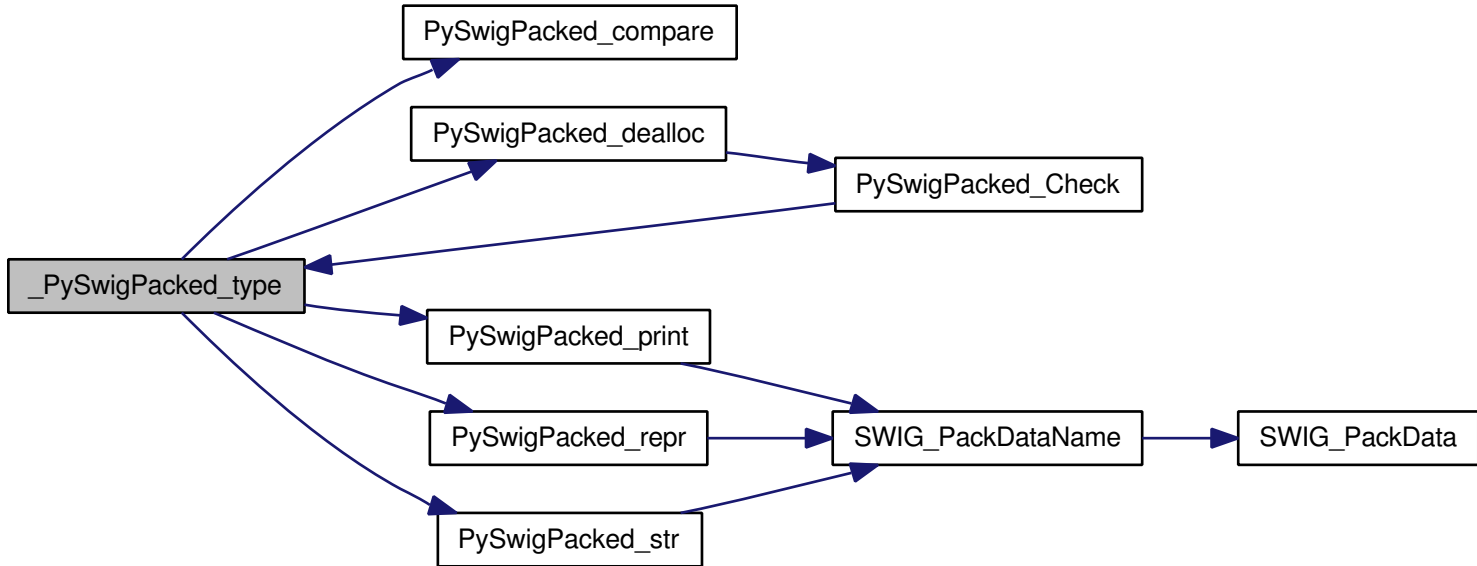 PySwigPacked_compare
PySwigPacked_dealloc
PySwigPacked_Check
_PySwigPacked_type
PySwigPacked_print
PySwigPacked_repr
SWIG_PackDataName
SWIG_PackData
PySwigPacked_str